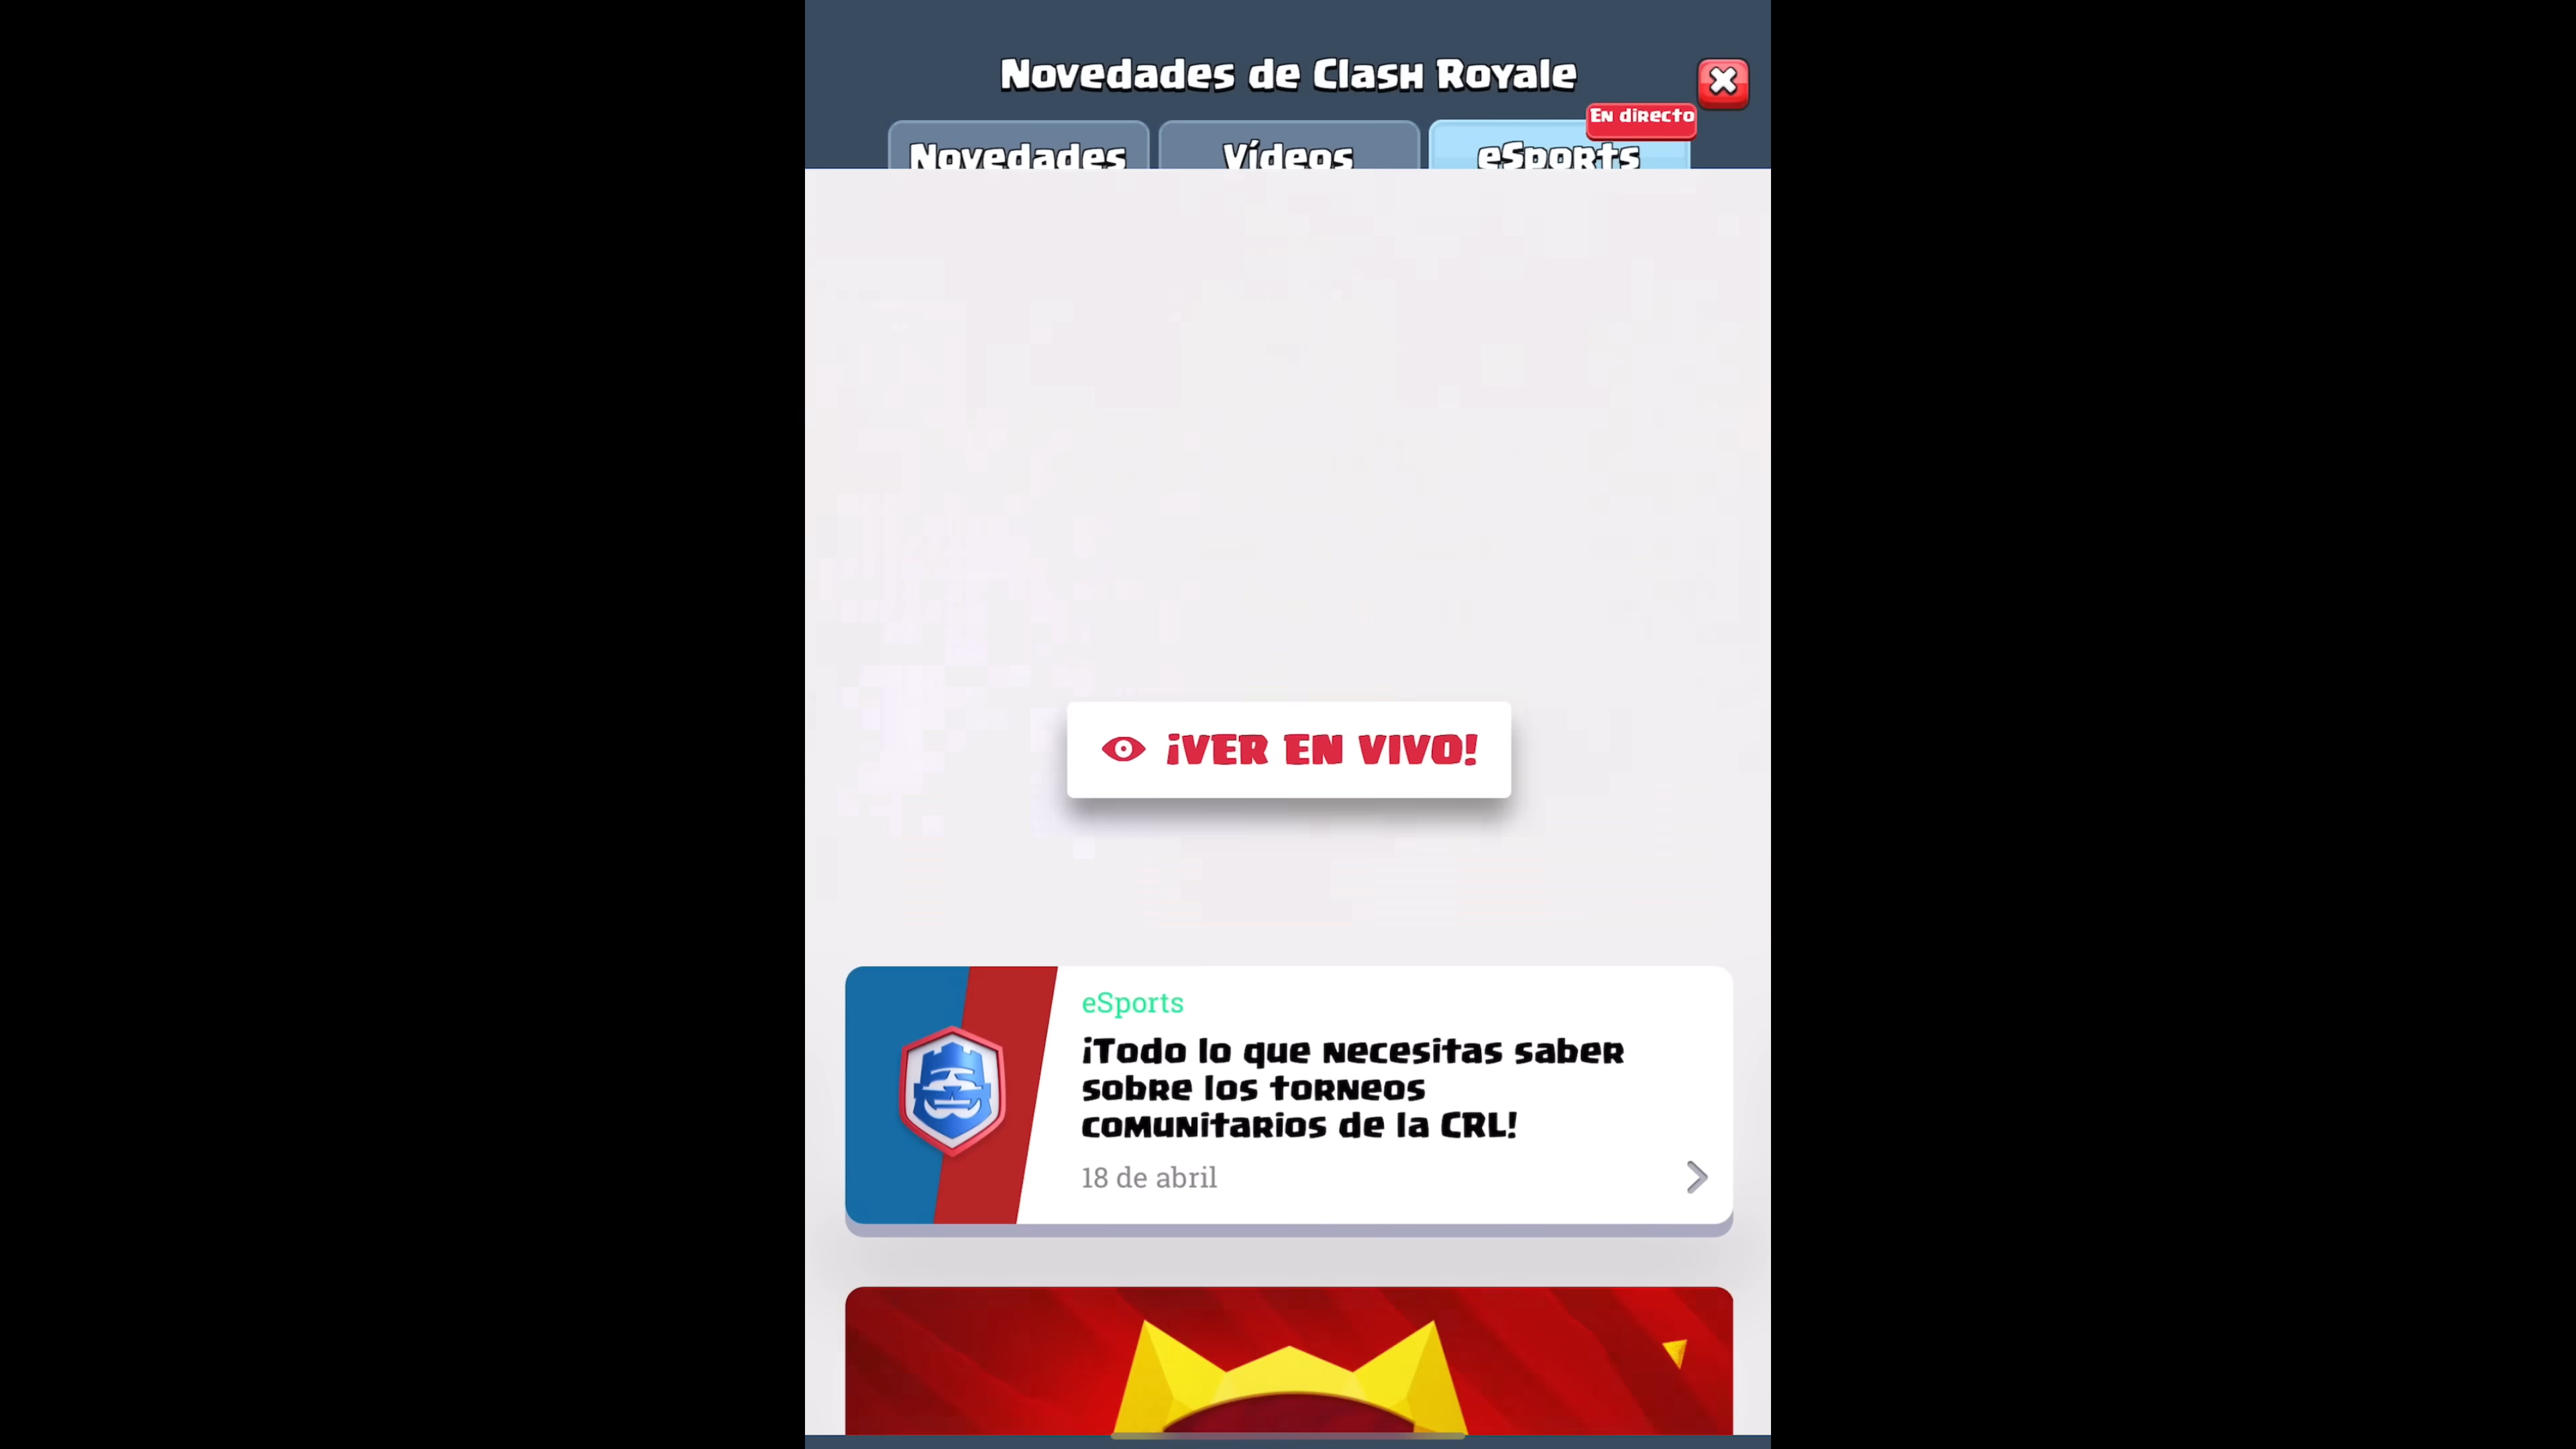 Novedades de Clash Royale
En directo
Novedades Vídeos eSports
¡VER EN VIVO!
eSports
¡Todo lo que necesitas saber
sobre los torneos
comunitarios de la CRL!
18 de abril